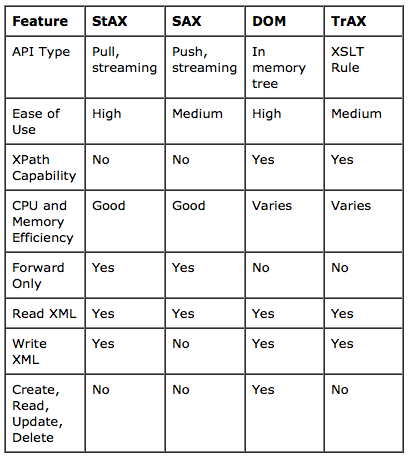 Feature StAX SAX DOM TrAX
API Type Pull, streaming Push, streaming In memory tree XSLT Rule
Ease of Use High Medium High Medium
XPath Capability No No Yes Yes
CPU and Memory Efficiency Good Good Varies Varies
Forward Only Yes Yes No No
Read XML Yes Yes Yes Yes
Write XML Yes No Yes Yes
Create, Read, Update, Delete No No Yes No